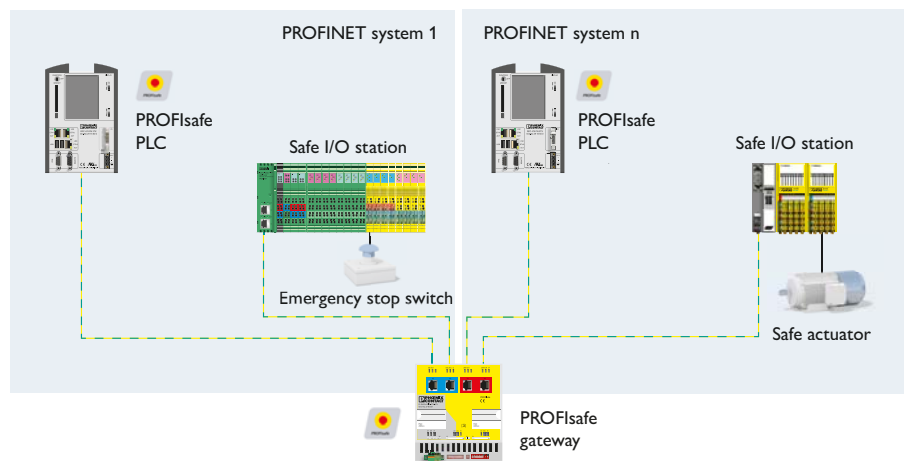 PROFINET system 1
PROFINET system n
PROFIsafe
PLC
Safe I/O station
Emergency stop switch
PROFIsafe
PLC
Safe I/O station
Safe actuator
PROFIsafe
gateway